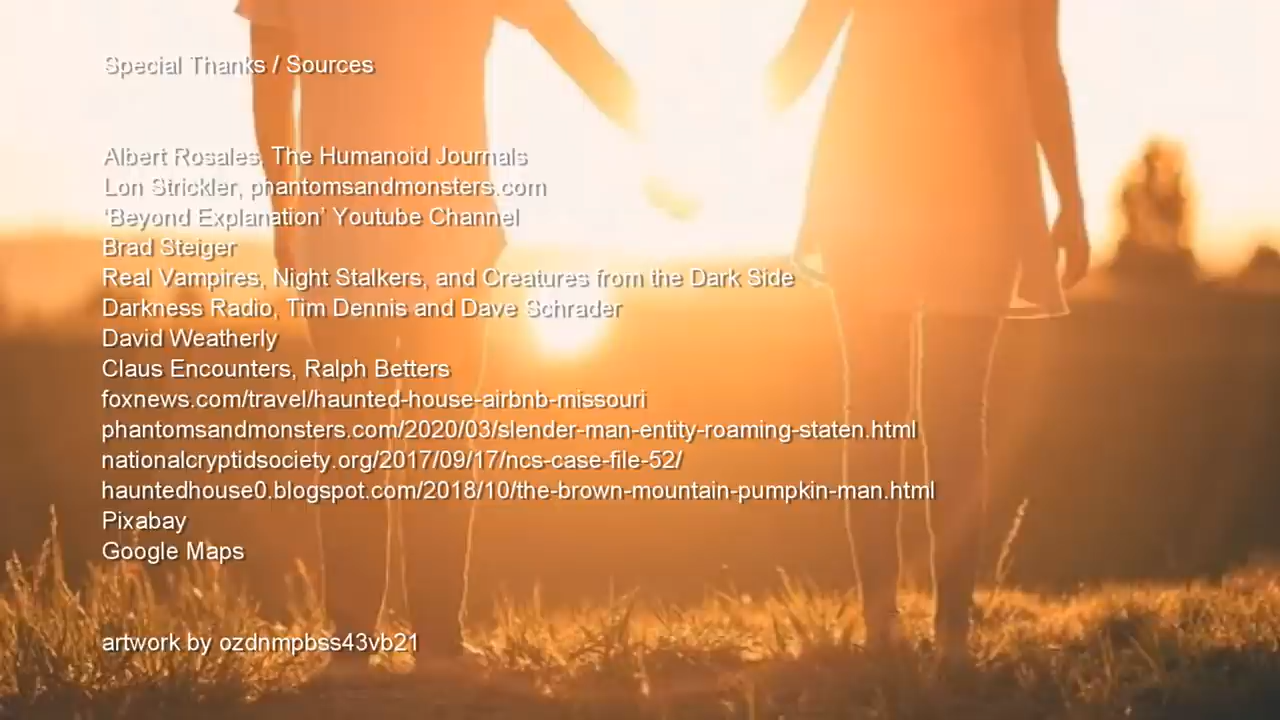 Special Thanks / Sources
Albert Rosales, The Humanoid Journals
Lon Strickler, phantomsandmonsters.com
'Beyond Explanation' Youtube Channel
Brad Steiger
Real Vampires, Night Stalkers, and Creatures from the Dark Side
Darkness Radio, Tim Dennis and Dave Schrader
David Weatherly
Claus Encounters, Ralph Betters
foxnews.com/travel/haunted-house-airbnb-missouri
phantomsandmonsters.com/2020/03/slender-man-entity-roaming-staten.html
nationalcryptidsociety.org/2017/09/17/ncs-case-file-52/
hauntedhouse0.blogspot.com/2018/10/the-brown-mountain-pumpkin-man.html
Pixabay
Google Maps
artwork by ozdnmpbss43vb21